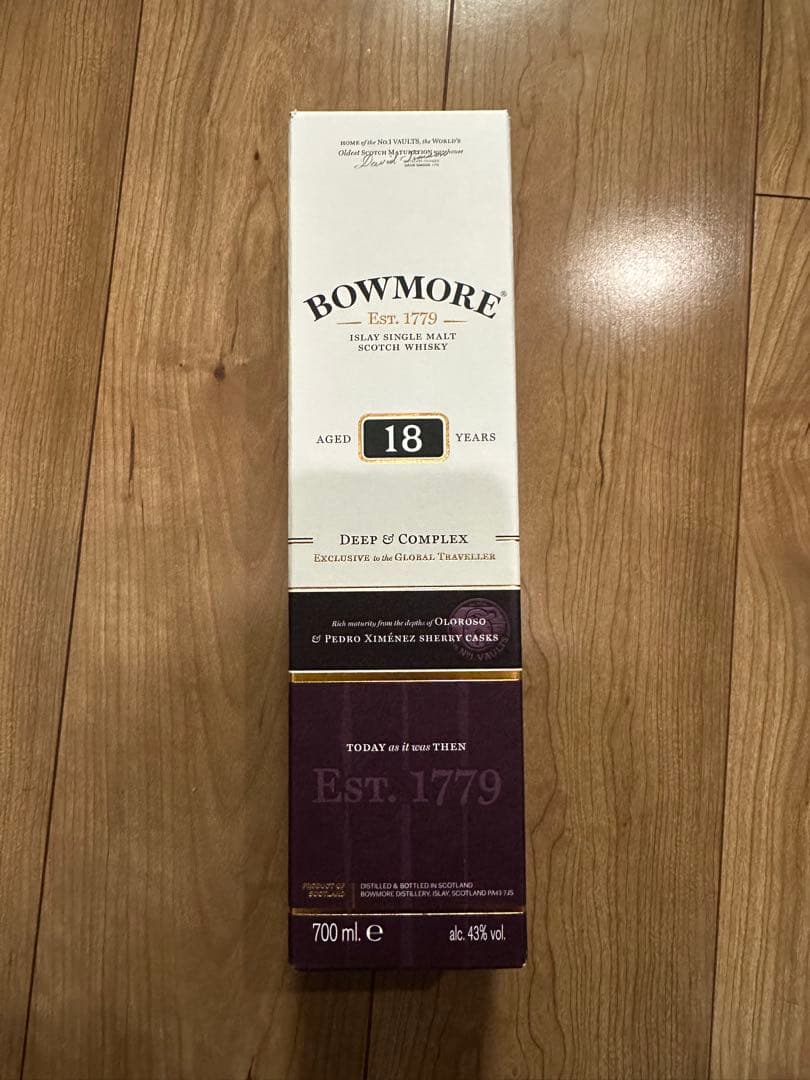 HOME of the No.1 VAULTS, the WORLD'S
Oldest SCOTCH MATURATION warehouse
BOWMORE®
EST. 1779
ISLAY SINGLE MALT
SCOTCH WHISKY
AGED 18 YEARS
DEEP & COMPLEX
EXCLUSIVE to the GLOBAL TRAVELLER
Rich maturity from the depths of OLOROSO
& PEDRO XIMÉNEZ SHERRY CASKS
No.1 VAULTS
TODAY as it was THEN
EST. 1779
PRODUCT OF
SCOTLAND
DISTILLED & BOTTLED IN SCOTLAND
BOWMORE DISTILLERY, ISLAY, SCOTLAND PA43 7JS
700 ml. e alc. 43% vol.